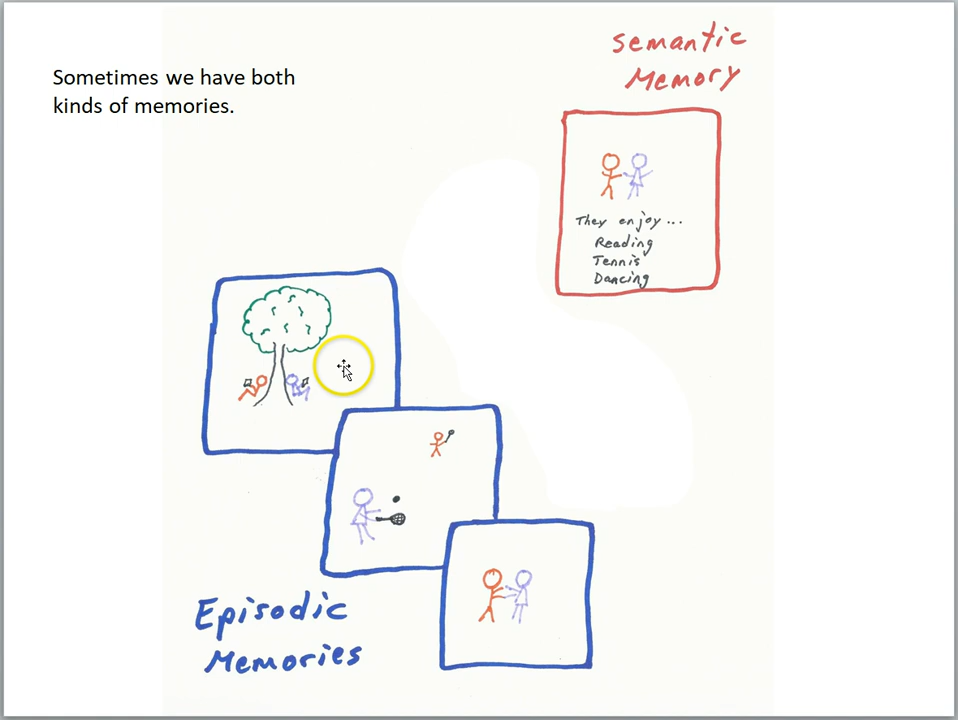 Sometimes we have both
kinds of memories.
semantic
Memory
They enjoy...
Reading
Tennis
Dancing
Episodic
Memories